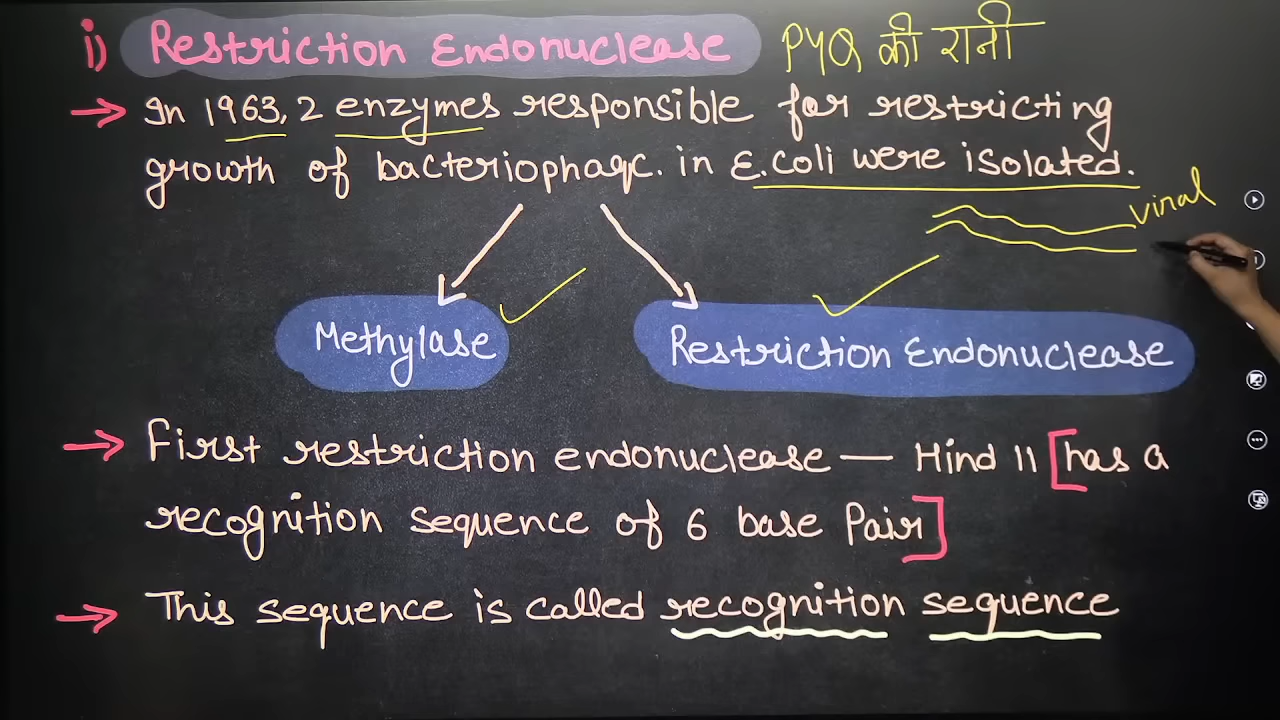 i) Restriction Endonuclease PYQ की रानी
→ In 1963, 2 enzymes responsible for restricting
growth of bacteriophage. in E.coli were isolated.
viral
Methylase Restriction Endonuclease
→ First restriction endonuclease — Hind II [has a
recognition sequence of 6 base Pair]
→ This sequence is called recognition sequence